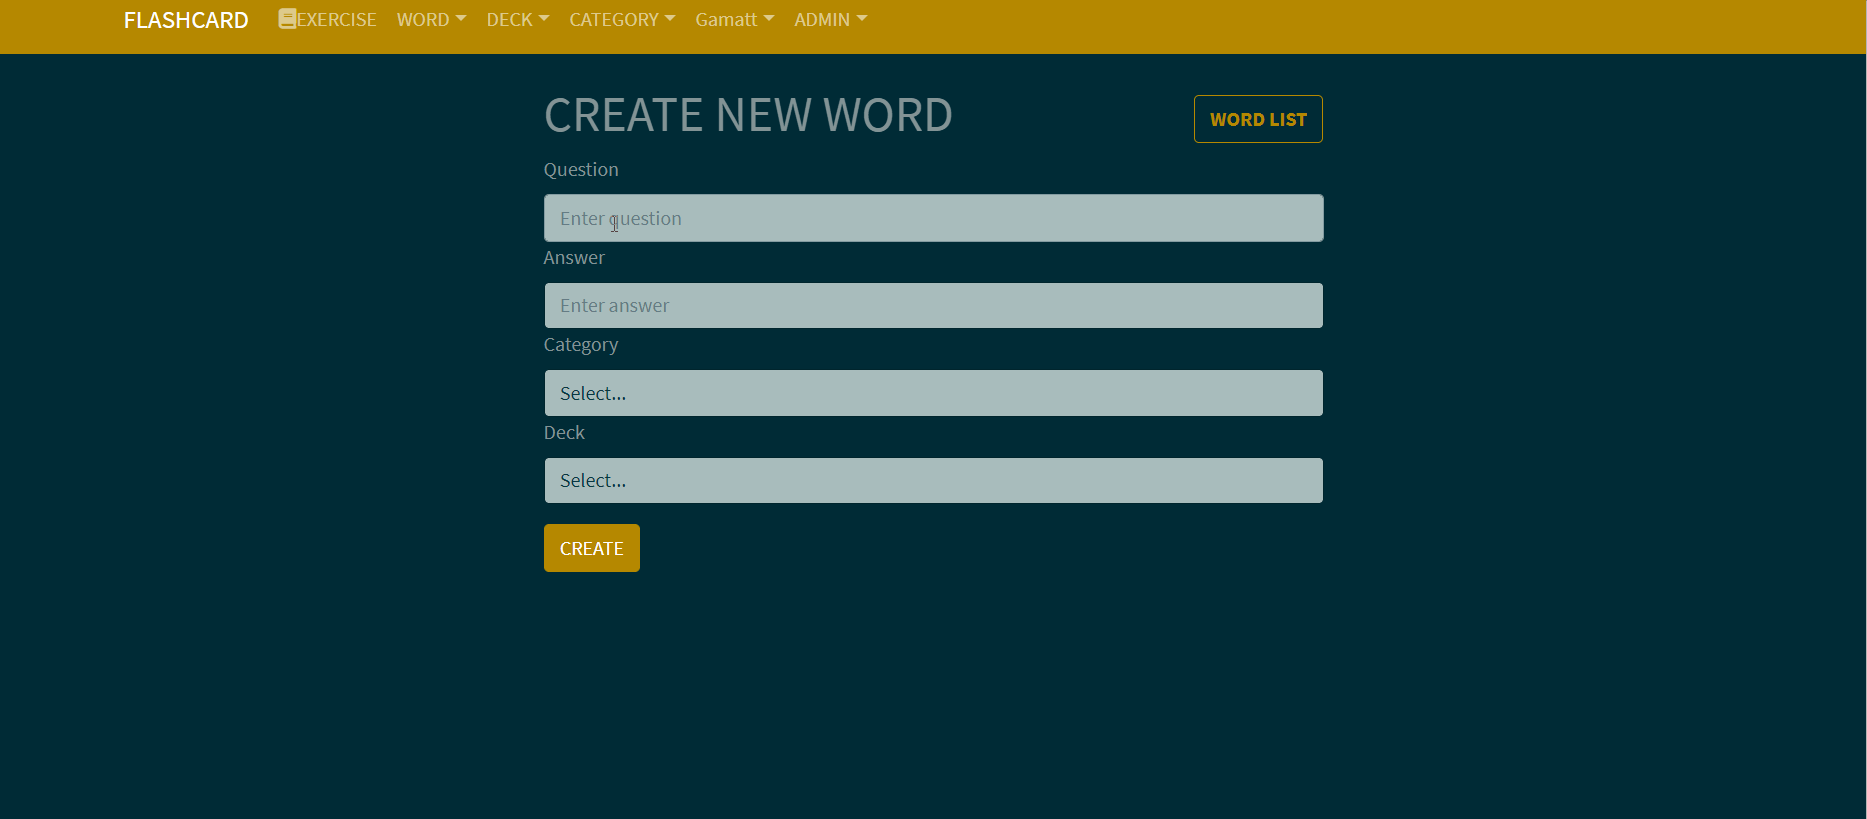 FLASHCARD EXERCISE WORD DECK CATEGORY Gamatt ADMIN
CREATE NEW WORD
WORD LIST
Question
Enter question
Answer
Enter answer
Category
Select...
Deck
Select...
CREATE